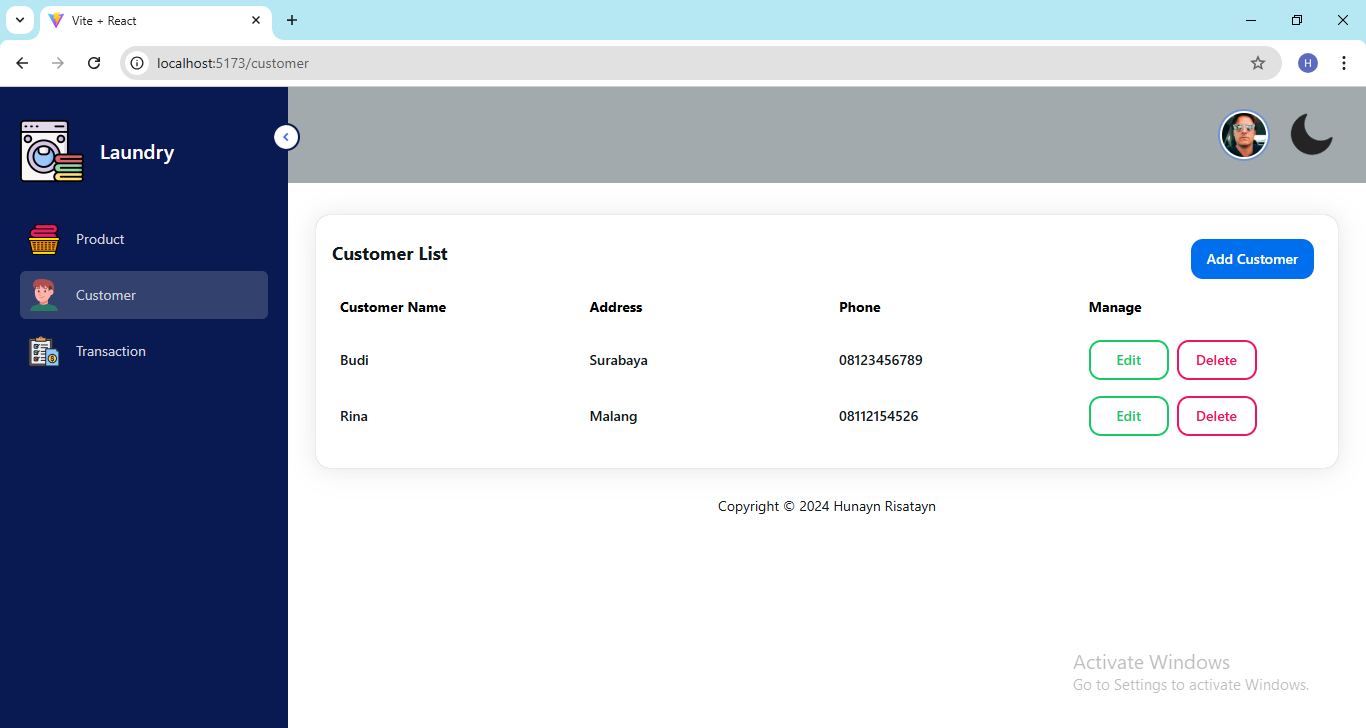 Vite + React
localhost:5173/customer
H
Laundry
Product
Customer
Transaction
Customer List
Add Customer
Customer Name Address Phone Manage
Budi Surabaya 08123456789 Edit Delete
Rina Malang 08112154526 Edit Delete
Copyright © 2024 Hunayn Risatayn
Activate Windows
Go to Settings to activate Windows.